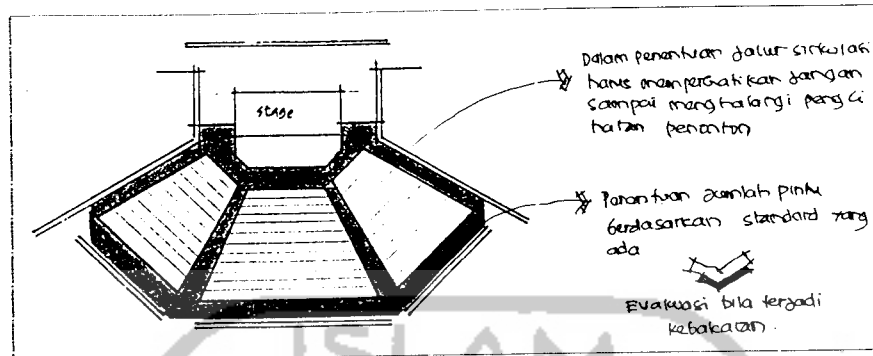 stage
Dalam penentuan jalur sirkulasi
harus memperhatikan jangan
sampai menghalangi pengli
hatan penonton
Penentuan jumlah pintu
berdasarkan standard yang
ada
Evakuasi bila terjadi
kebakaran.
ISLAM